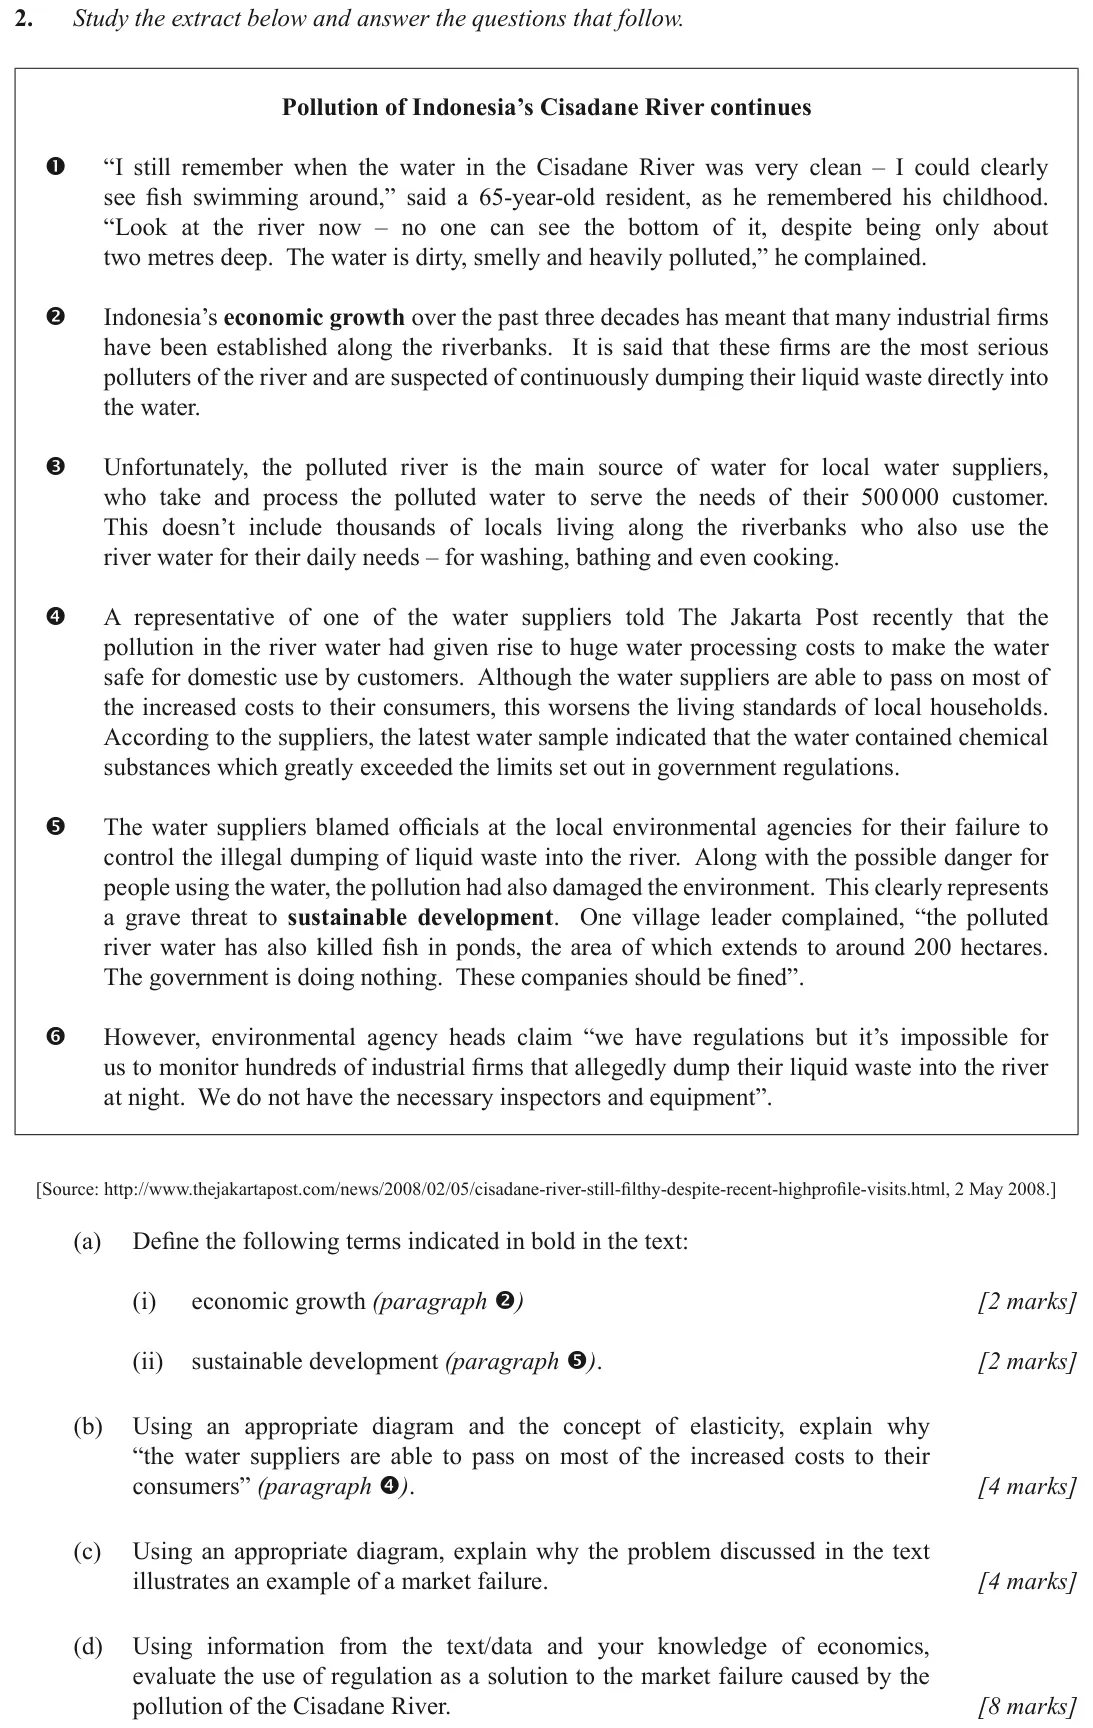 2. Study the extract below and answer the questions that follow.
Pollution of Indonesia’s Cisadane River continues
❶ “I still remember when the water in the Cisadane River was very clean – I could clearly
see fish swimming around,” said a 65-year-old resident, as he remembered his childhood.
“Look at the river now – no one can see the bottom of it, despite being only about
two metres deep. The water is dirty, smelly and heavily polluted,” he complained.
❷ Indonesia’s economic growth over the past three decades has meant that many industrial firms
have been established along the riverbanks. It is said that these firms are the most serious
polluters of the river and are suspected of continuously dumping their liquid waste directly into
the water.
❸ Unfortunately, the polluted river is the main source of water for local water suppliers,
who take and process the polluted water to serve the needs of their 500 000 customer.
This doesn’t include thousands of locals living along the riverbanks who also use the
river water for their daily needs – for washing, bathing and even cooking.
❹ A representative of one of the water suppliers told The Jakarta Post recently that the
pollution in the river water had given rise to huge water processing costs to make the water
safe for domestic use by customers. Although the water suppliers are able to pass on most of
the increased costs to their consumers, this worsens the living standards of local households.
According to the suppliers, the latest water sample indicated that the water contained chemical
substances which greatly exceeded the limits set out in government regulations.
❺ The water suppliers blamed officials at the local environmental agencies for their failure to
control the illegal dumping of liquid waste into the river. Along with the possible danger for
people using the water, the pollution had also damaged the environment. This clearly represents
a grave threat to sustainable development. One village leader complained, “the polluted
river water has also killed fish in ponds, the area of which extends to around 200 hectares.
The government is doing nothing. These companies should be fined”.
❻ However, environmental agency heads claim “we have regulations but it’s impossible for
us to monitor hundreds of industrial firms that allegedly dump their liquid waste into the river
at night. We do not have the necessary inspectors and equipment”.
[Source: http://www.thejakartapost.com/news/2008/02/05/cisadane-river-still-filthy-despite-recent-highprofile-visits.html, 2 May 2008.]
(a) Define the following terms indicated in bold in the text:
(i) economic growth (paragraph ❷) [2 marks]
(ii) sustainable development (paragraph ❺). [2 marks]
(b) Using an appropriate diagram and the concept of elasticity, explain why
“the water suppliers are able to pass on most of the increased costs to their
consumers” (paragraph ❹). [4 marks]
(c) Using an appropriate diagram, explain why the problem discussed in the text
illustrates an example of a market failure. [4 marks]
(d) Using information from the text/data and your knowledge of economics,
evaluate the use of regulation as a solution to the market failure caused by the
pollution of the Cisadane River. [8 marks]